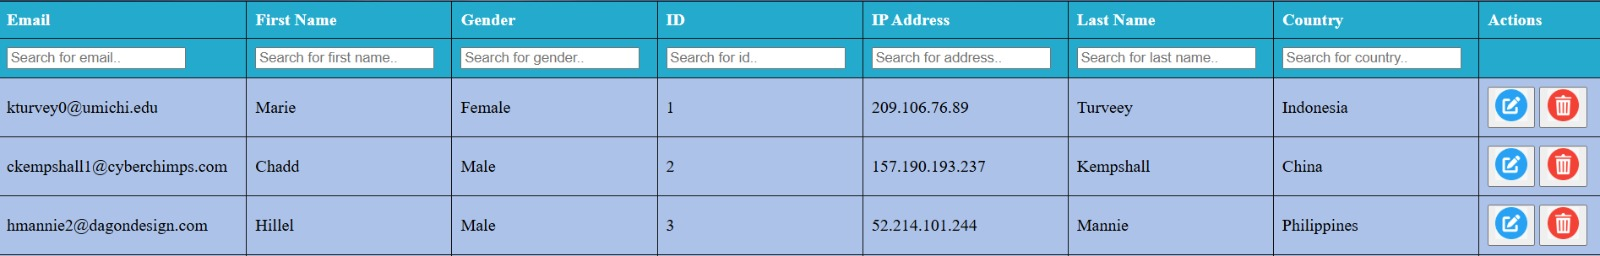 Email First Name Gender ID IP Address Last Name Country Actions
Search for email.. Search for first name.. Search for gender.. Search for id.. Search for address.. Search for last name.. Search for country..
kturvey0@umichi.edu Marie Female 1 209.106.76.89 Turveey Indonesia
ckempshall1@cyberchimps.com Chadd Male 2 157.190.193.237 Kempshall China
hmannie2@dagondesign.com Hillel Male 3 52.214.101.244 Mannie Philippines